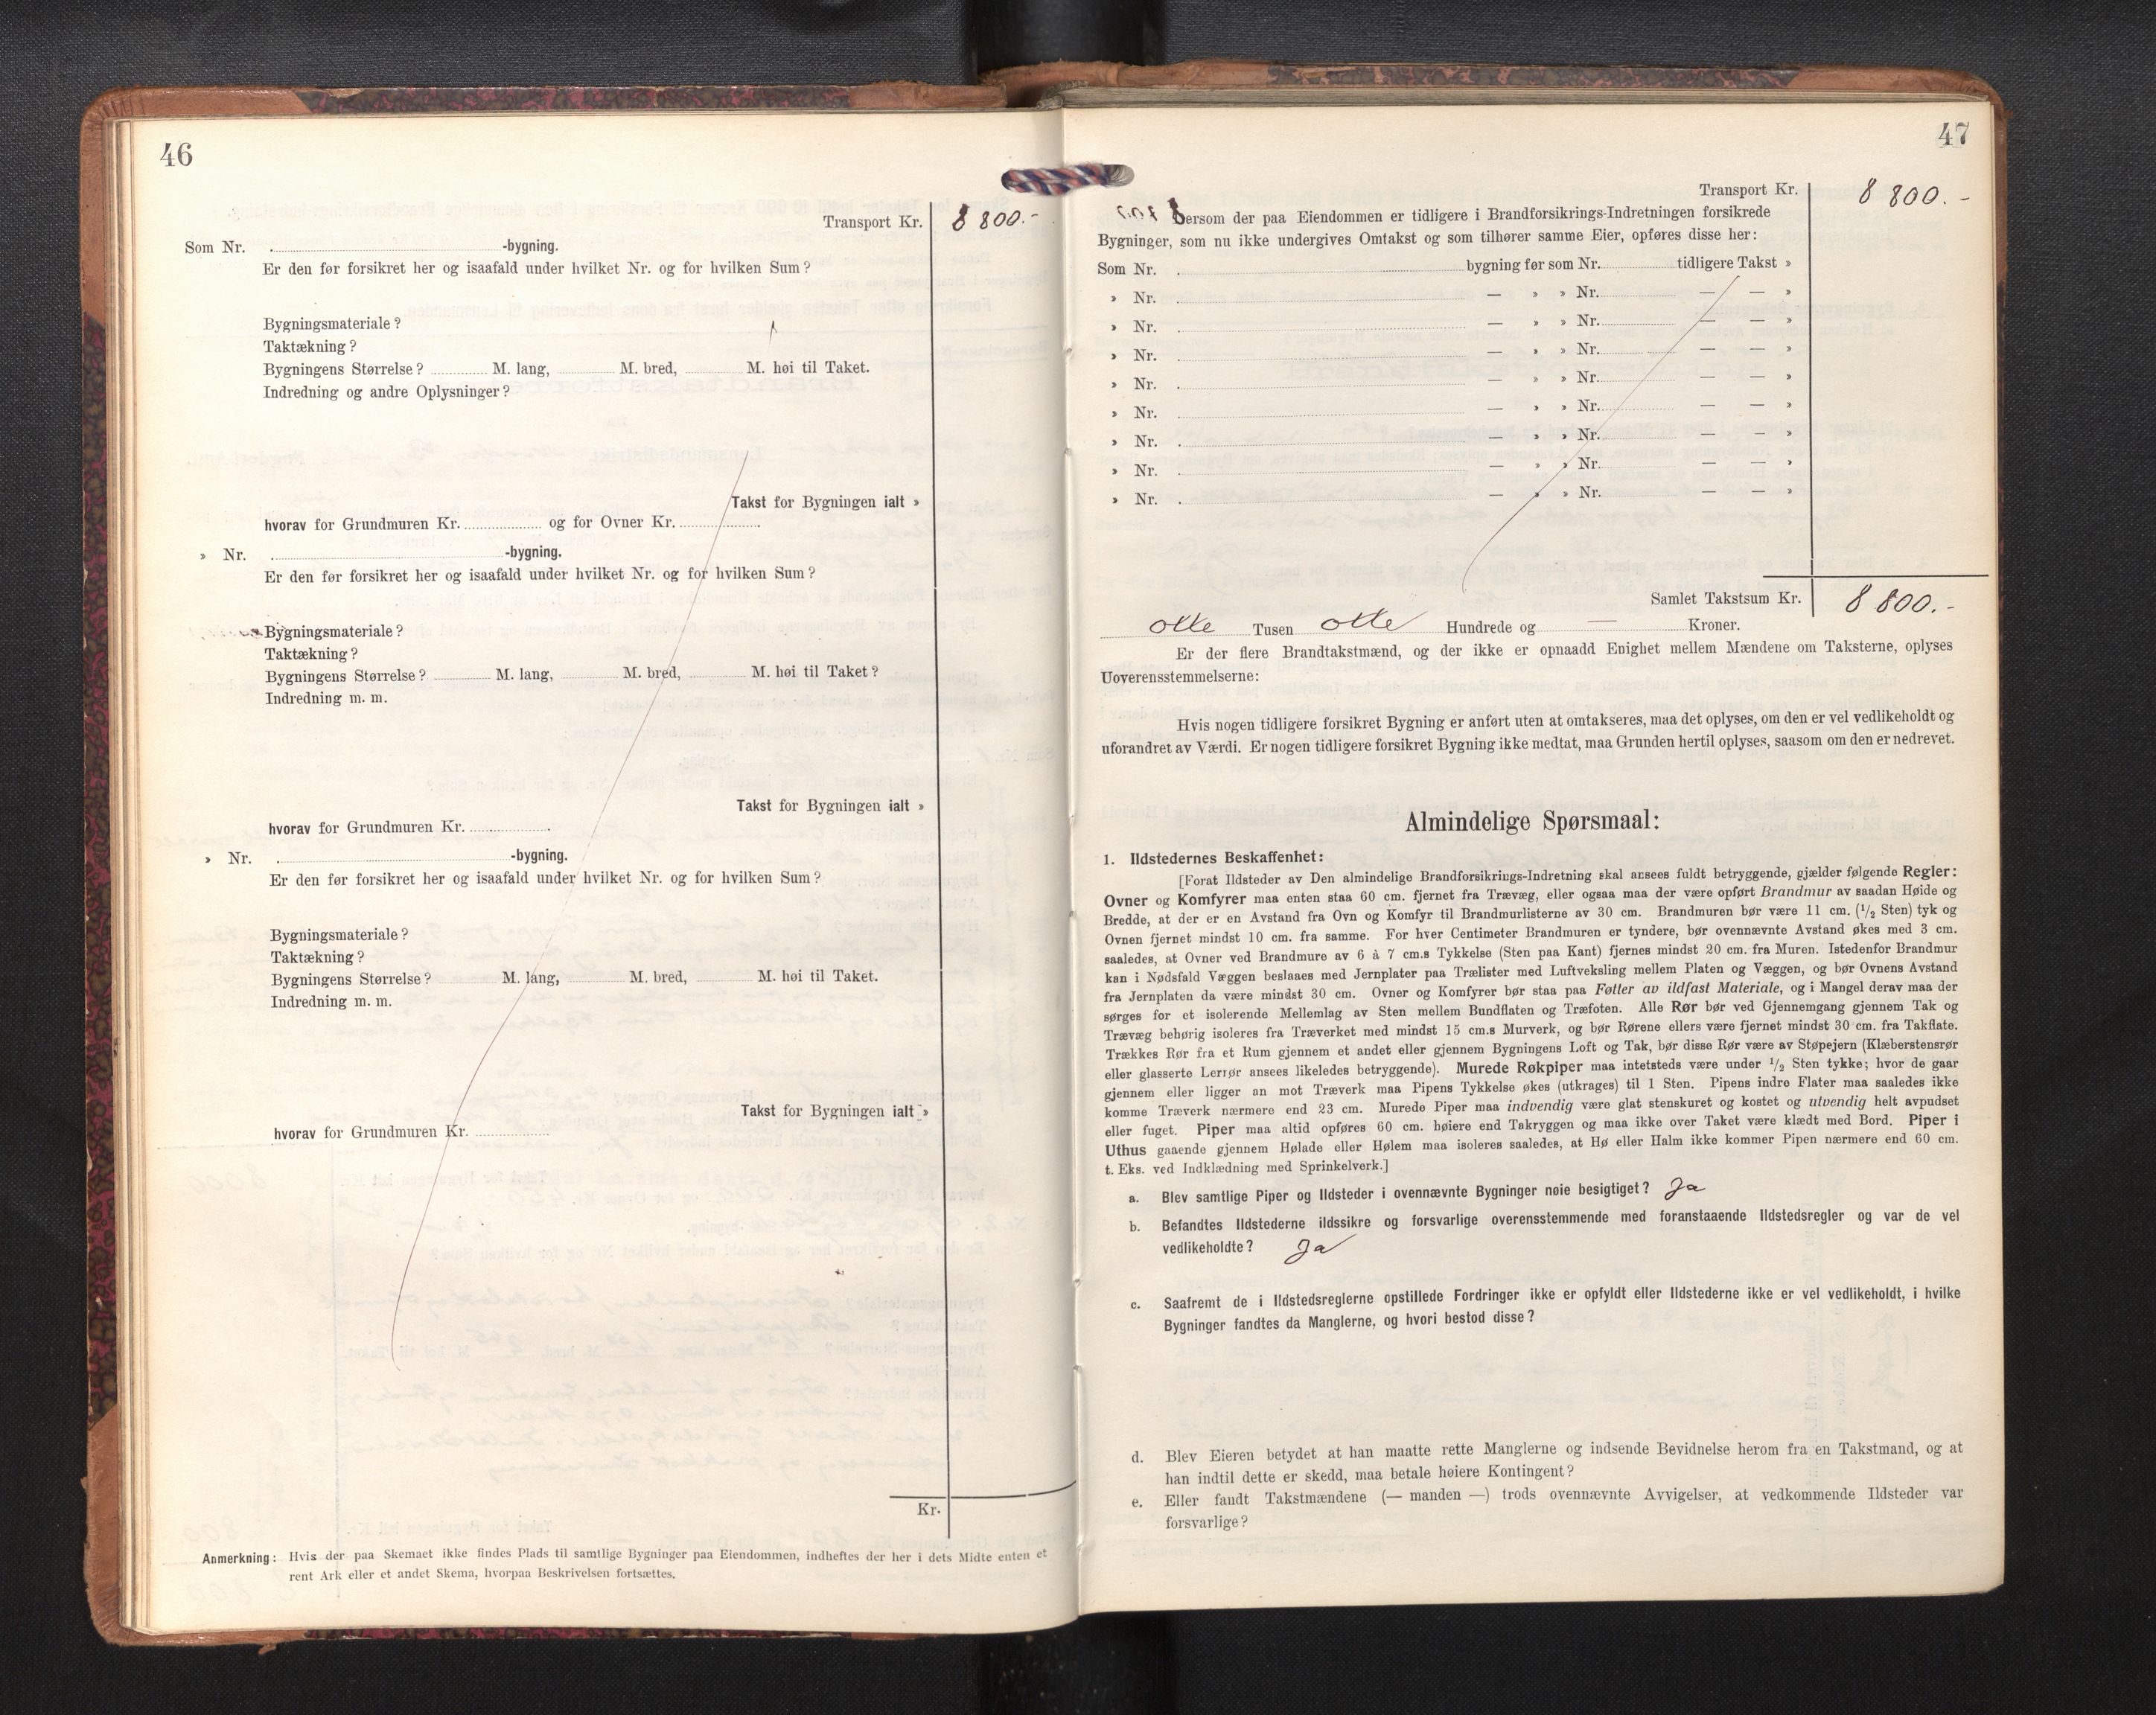 46
Transport Kr. 8 800.-
Som Nr. -bygning.
Er den før forsikret her og isaafald under hvilket Nr. og for hvilken Sum?
Bygningsmateriale?
Taktækning?
Bygningens Størrelse? M. lang, M. bred, M. høi til Taket.
Indredning og andre Oplysninger?
Takst for Bygningen ialt »
hvorav for Grundmuren Kr. og for Ovner Kr.
» Nr. -bygning.
Er den før forsikret her og isaafald under hvilket Nr. og for hvilken Sum?
Bygningsmateriale?
Taktækning?
Bygningens Størrelse? M. lang, M. bred, M. høi til Taket?
Indredning m. m.
Takst for Bygningen ialt »
hvorav for Grundmuren Kr.
» Nr. -bygning.
Er den før forsikret her og isaafald under hvilket Nr. og for hvilken Sum?
Bygningsmateriale?
Taktækning?
Bygningens Størrelse? M. lang, M. bred, M. høi til Taket.
Indredning m. m.
Takst for Bygningen ialt »
hvorav for Grundmuren Kr.
Kr.
Anmerkning: Hvis der paa Skemaet ikke findes Plads til samtlige Bygninger paa Eiendommen, indheftes der her i dets Midte enten et
rent Ark eller et andet Skema, hvorpaa Beskrivelsen fortsættes.
47
Transport Kr. 8 800.-
Dersom der paa Eiendommen er tidligere i Brandforsikrings-Indretningen forsikrede
Bygninger, som nu ikke undergives Omtakst og som tilhører samme Eier, opføres disse her:
Som Nr. bygning før som Nr. tidligere Takst »
» Nr. — » » Nr. — — »
» Nr. — » » Nr. — — »
» Nr. — » » Nr. — — »
» Nr. — » » Nr. — — »
» Nr. — » » Nr. — — »
» Nr. — » » Nr. — — »
» Nr. — » » Nr. — — »
» Nr. — » » Nr. — — »
Samlet Takstsum Kr. 8 800.-
otte Tusen otte Hundrede og — Kroner.
Er der flere Brandtakstmænd, og der ikke er opnaadd Enighet mellem Mændene om Taksterne, oplyses
Uoverensstemmelserne:
Hvis nogen tidligere forsikret Bygning er anført uten at omtakseres, maa det oplyses, om den er vel vedlikeholdt og
uforandret av Værdi. Er nogen tidligere forsikret Bygning ikke medtat, maa Grunden hertil oplyses, saasom om den er nedrevet.
Almindelige Spørsmaal:
1. Ildstedernes Beskaffenhet:
[Forat Ildsteder av Den almindelige Brandforsikrings-Indretning skal ansees fuldt betryggende, gjælder følgende Regler:
Ovner og Komfyrer maa enten staa 60 cm. fjernet fra Trævæg, eller ogsaa maa der være opført Brandmur av saadan Høide og
Bredde, at der er en Avstand fra Ovn og Komfyr til Brandmurlisterne av 30 cm. Brandmuren bør være 11 cm. (1/2 Sten) tyk og
Ovnen fjernet mindst 10 cm. fra samme. For hver Centimeter Brandmuren er tyndere, bør ovennævnte Avstand økes med 3 cm.
saaledes, at Ovner ved Brandmure av 6 à 7 cm.s Tykkelse (Sten paa Kant) fjernes mindst 20 cm. fra Muren. Istedenfor Brandmur
kan i Nødsfald Væggen beslaaes med Jernplater paa Trælister med Luftveksling mellem Platen og Væggen, og bør Ovnens Avstand
fra Jernplaten da være mindst 30 cm. Ovner og Komfyrer bør staa paa Føtter av ildfast Materiale, og i Mangel derav maa der
sørges for et isolerende Mellemlag av Sten mellem Bundflaten og Træfoten. Alle Rør bør ved Gjennemgang gjennem Tak og
Trævæg behørig isoleres fra Træverket med mindst 15 cm.s Murverk, og bør Rørene ellers være fjernet mindst 30 cm. fra Takflate.
Trækkes Rør fra et Rum gjennem et andet eller gjennem Bygningens Loft og Tak, bør disse Rør være av Støpejern (Klæberstensrør
eller glasserte Lerrør ansees likeledes betryggende). Murede Røkpiper maa intetsteds være under 1/2 Sten tykke; hvor de gaar
gjennem eller ligger an mot Træverk maa Pipens Tykkelse økes (utkrages) til 1 Sten. Pipens indre Flater maa saaledes ikke
komme Træverk nærmere end 23 cm. Murede Piper maa indvendig være glat stenskuret og kostet og utvendig helt avpudset
eller fuget. Piper maa altid opføres 60 cm. høiere end Takryggen og maa ikke over Taket være klædt med Bord. Piper i
Uthus gaaende gjennem Hølade eller Hølem maa isoleres saaledes, at Hø eller Halm ikke kommer Pipen nærmere end 60 cm.
t. Eks. ved Indklædning med Sprinkelverk.]
a. Blev samtlige Piper og Ildsteder i ovennævnte Bygninger nøie besigtiget? Ja
b. Befandtes Ildstederne ildssikre og forsvarlige overensstemmende med foranstaaende Ildstedsregler og var de vel
vedlikeholdte? Ja
c. Saafremt de i Ildstedsreglerne opstillede Fordringer ikke er opfyldt eller Ildstederne ikke er vel vedlikeholdt, i hvilke
Bygninger fandtes da Manglerne, og hvori bestod disse?
d. Blev Eieren betydet at han maatte rette Manglerne og indsende Bevidnelse herom fra en Takstmand, og at
han indtil dette er skedd, maa betale høiere Kontingent?
e. Eller fandt Takstmændene (— manden —) trods ovennævnte Avvigelser, at vedkommende Ildsteder var
forsvarlige?